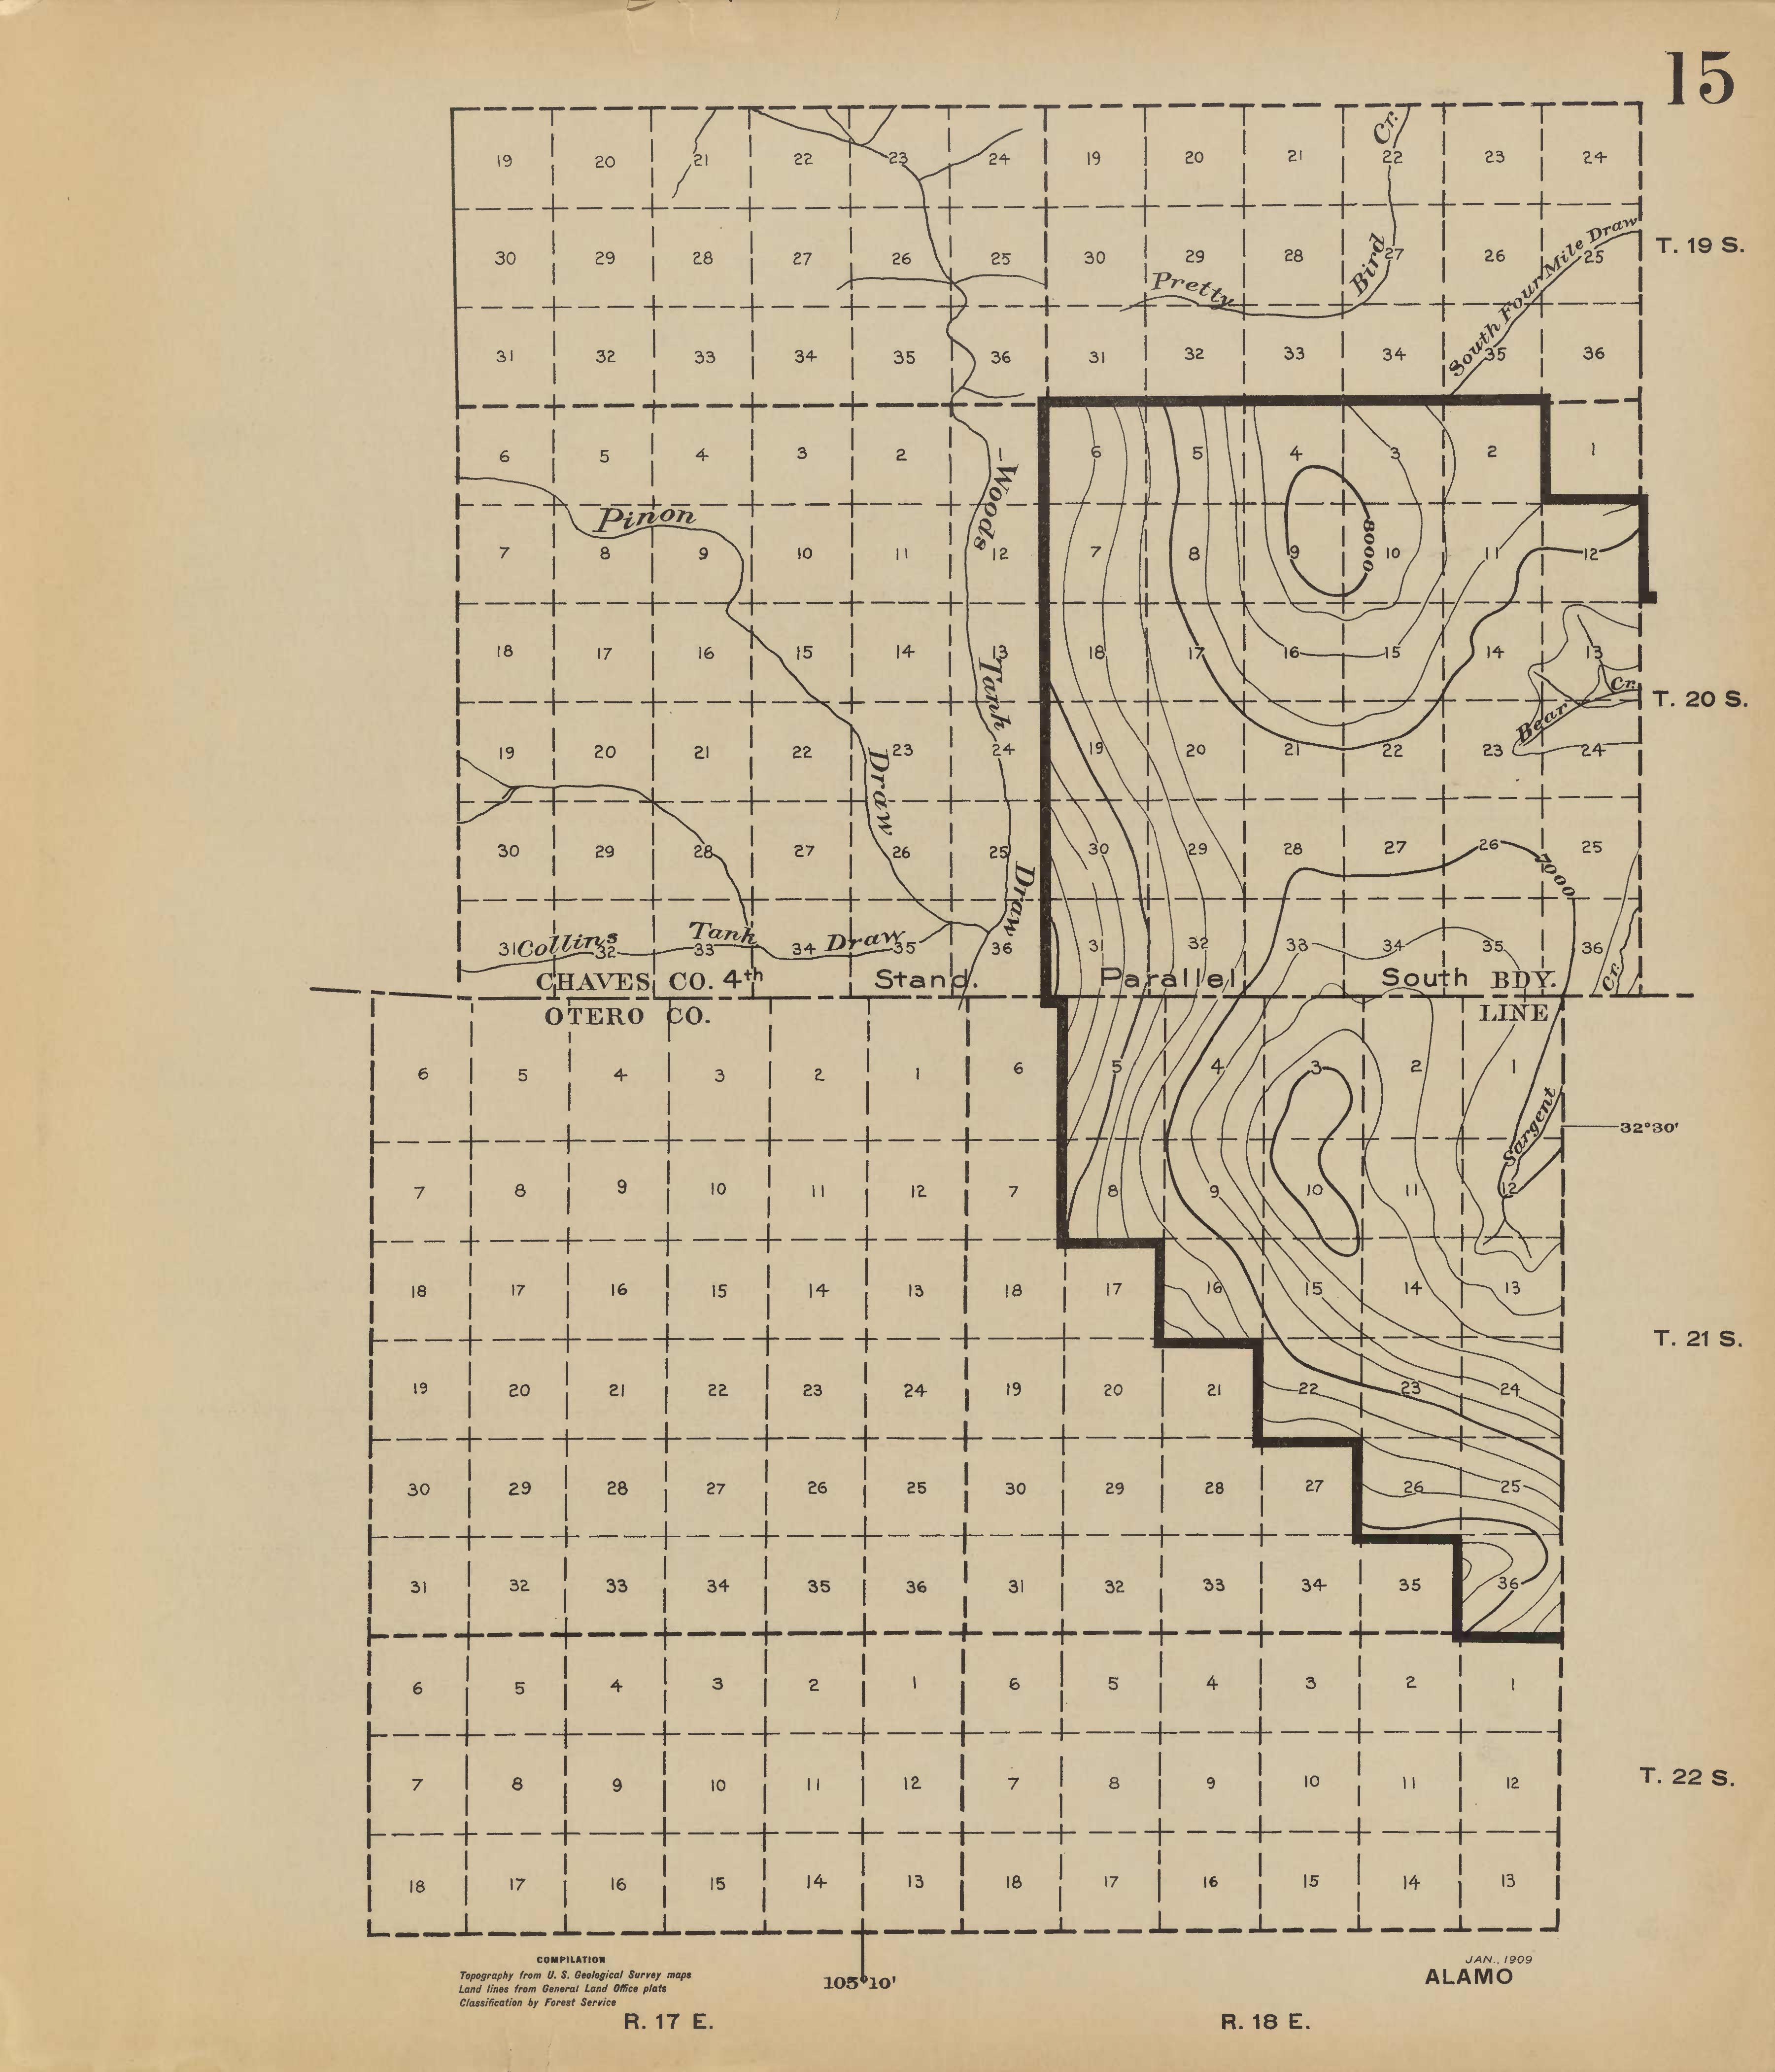 15
19 20 21 22 23 24 19 20 21 22 23 24
Cr.
T. 19 S.
30 29 28 27 26 25 30 29 28 27 26 25
Pretty Bird
South Four Mile Draw
31 32 33 34 35 36 31 32 33 34 35 36
6 5 4 3 2 6 5 4 3 2 1
Pinon
Woods
8000
7 8 9 10 11 12 7 8 9 10 11 12
18 17 16 15 14 13 18 17 16 15 14 13
Tank
Bear Cr.
T. 20 S.
19 20 21 22 23 24 19 20 21 22 23 24
Draw
30 29 28 27 26 25 30 29 28 27 26 25
7000
Draw
Collins Tank Draw
31 32 33 34 35 36 31 32 33 34 35 36
Cr.
CHAVES CO. 4th Stand. Parallel South BDY.
OTERO CO. LINE
6 5 4 3 2 1 6 5 4 3 2 1
Sargent
32°30'
7 8 9 10 11 12 7 8 9 10 11 12
18 17 16 15 14 13 18 17 16 15 14 13
T. 21 S.
19 20 21 22 23 24 19 20 21 22 23 24
30 29 28 27 26 25 30 29 28 27 26 25
31 32 33 34 35 36 31 32 33 34 35 36
6 5 4 3 2 1 6 5 4 3 2 1
7 8 9 10 11 12 7 8 9 10 11 12
T. 22 S.
18 17 16 15 14 13 18 17 16 15 14 13
COMPILATION
Topography from U. S. Geological Survey maps
Land lines from General Land Office plats
Classification by Forest Service
105°10'
JAN., 1909
ALAMO
R. 17 E.
R. 18 E.